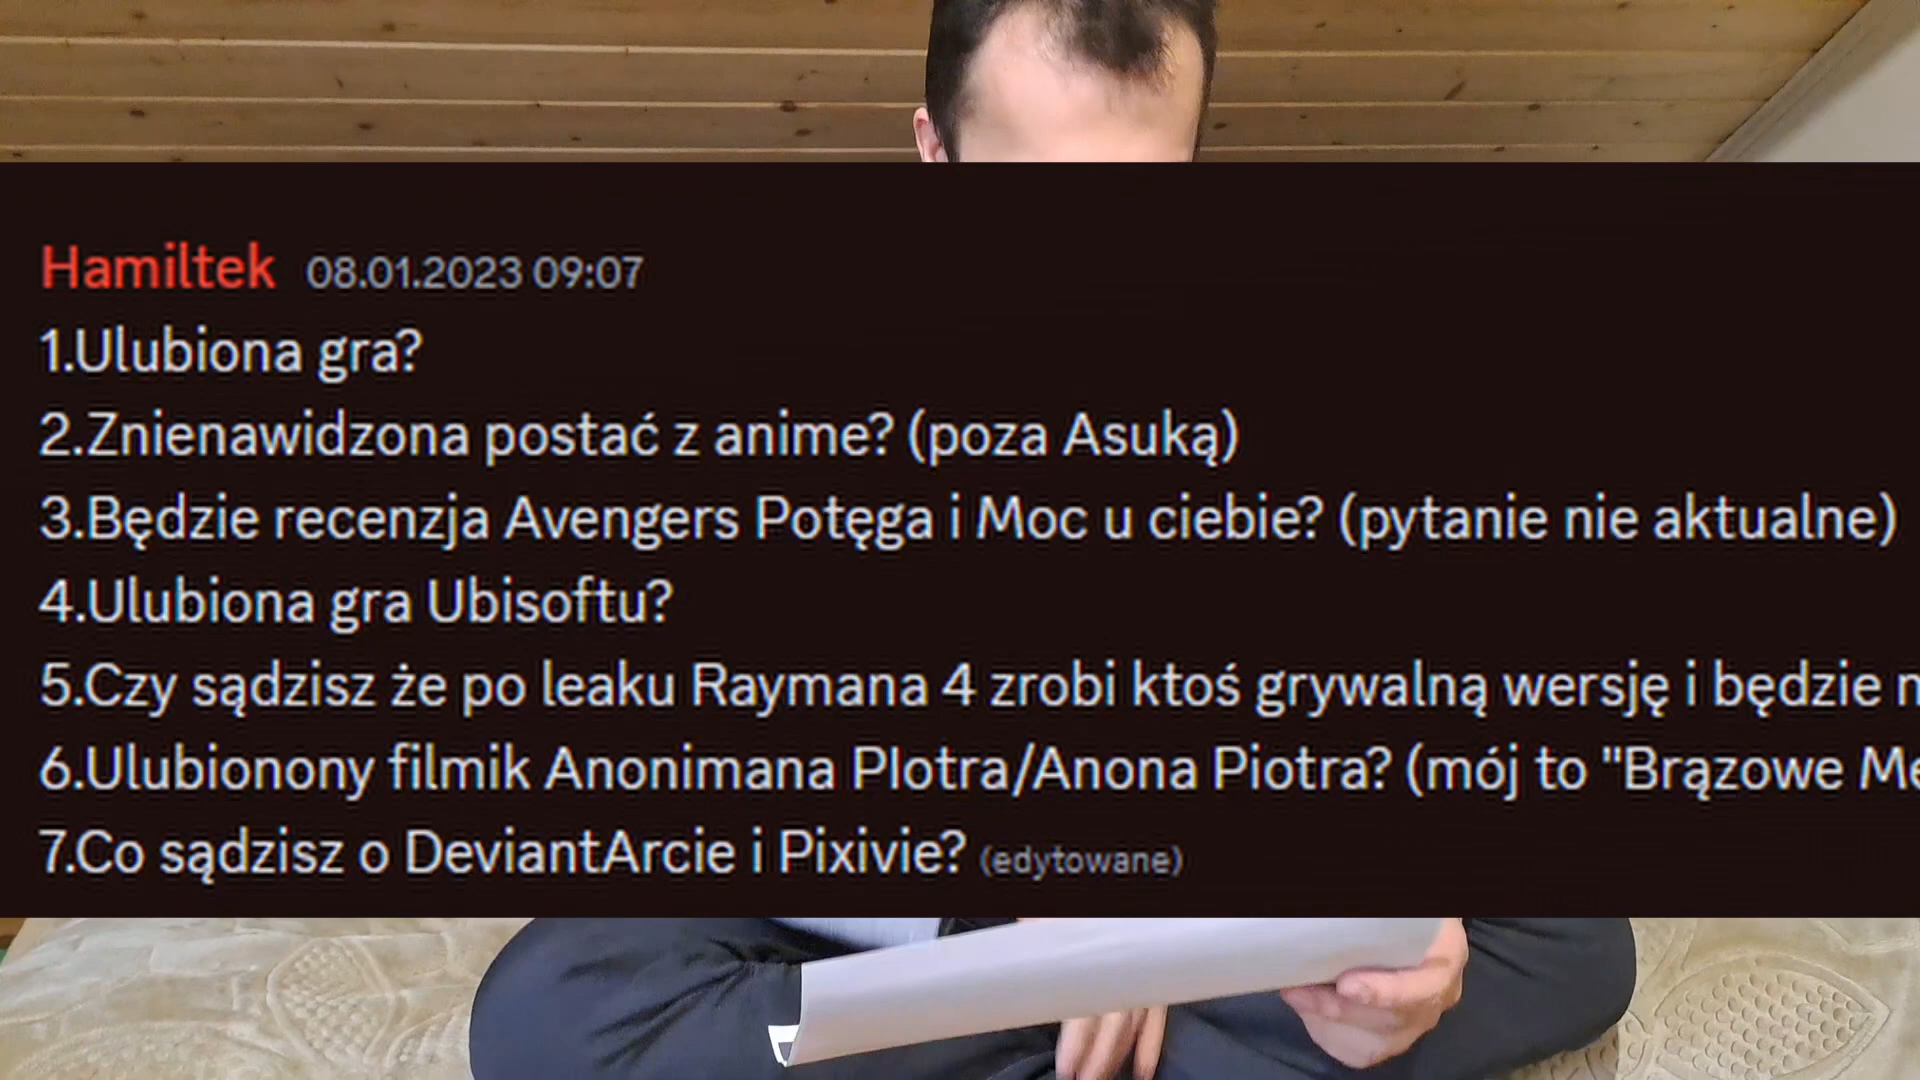 Hamiltek 08.01.2023 09:07
1.Ulubiona gra?
2.Znienawidzona postać z anime? (poza Asuką)
3.Będzie recenzja Avengers Potęga i Moc u ciebie? (pytanie nie aktualne)
4.Ulubiona gra Ubisoftu?
5.Czy sądzisz że po leaku Raymana 4 zrobi ktoś grywalną wersję i będzie
6.Ulubionony filmik Anonimana PIotra/Anona Piotra? (mój to "Brązowe
7.Co sądzisz o DeviantArcie i Pixivie? (edytowane)